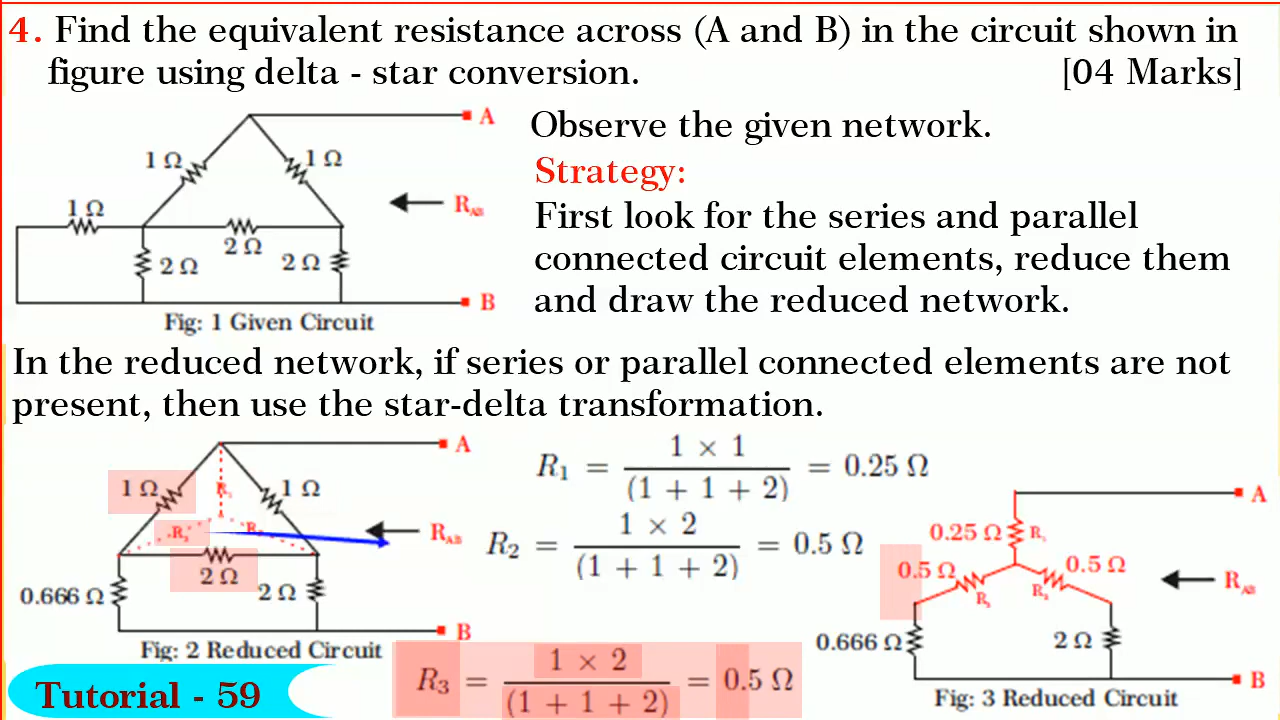 4. Find the equivalent resistance across (A and B) in the circuit shown in
figure using delta - star conversion. [04 Marks]
A
1 Ω
1 Ω
1 Ω
R_AB
2 Ω
2 Ω
2 Ω
B
Fig: 1 Given Circuit
Observe the given network.
Strategy:
First look for the series and parallel
connected circuit elements, reduce them
and draw the reduced network.
In the reduced network, if series or parallel connected elements are not
present, then use the star-delta transformation.
A
1 Ω
1 Ω
R_AB
2 Ω
2 Ω
0.666 Ω
B
Fig: 2 Reduced Circuit
R₁ = 1 × 1 / (1 + 1 + 2) = 0.25 Ω
R₂ = 1 × 2 / (1 + 1 + 2) = 0.5 Ω
R₃ = 1 × 2 / (1 + 1 + 2) = 0.5 Ω
A
0.25 Ω R₁
0.5 Ω
0.5 Ω
R₃
R₂
R_AB
0.666 Ω
2 Ω
B
Fig: 3 Reduced Circuit
Tutorial - 59